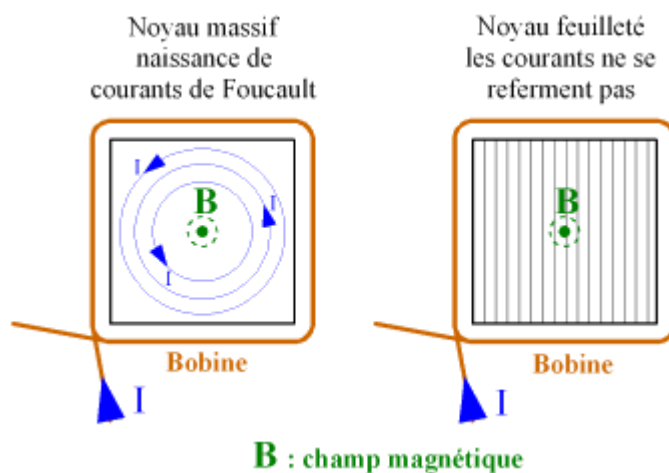 Noyau massif
naissance de
courants de Foucault
Noyau feuilleté
les courants ne se
referment pas
I
I
B
I
B
Bobine
Bobine
I
I
B : champ magnétique